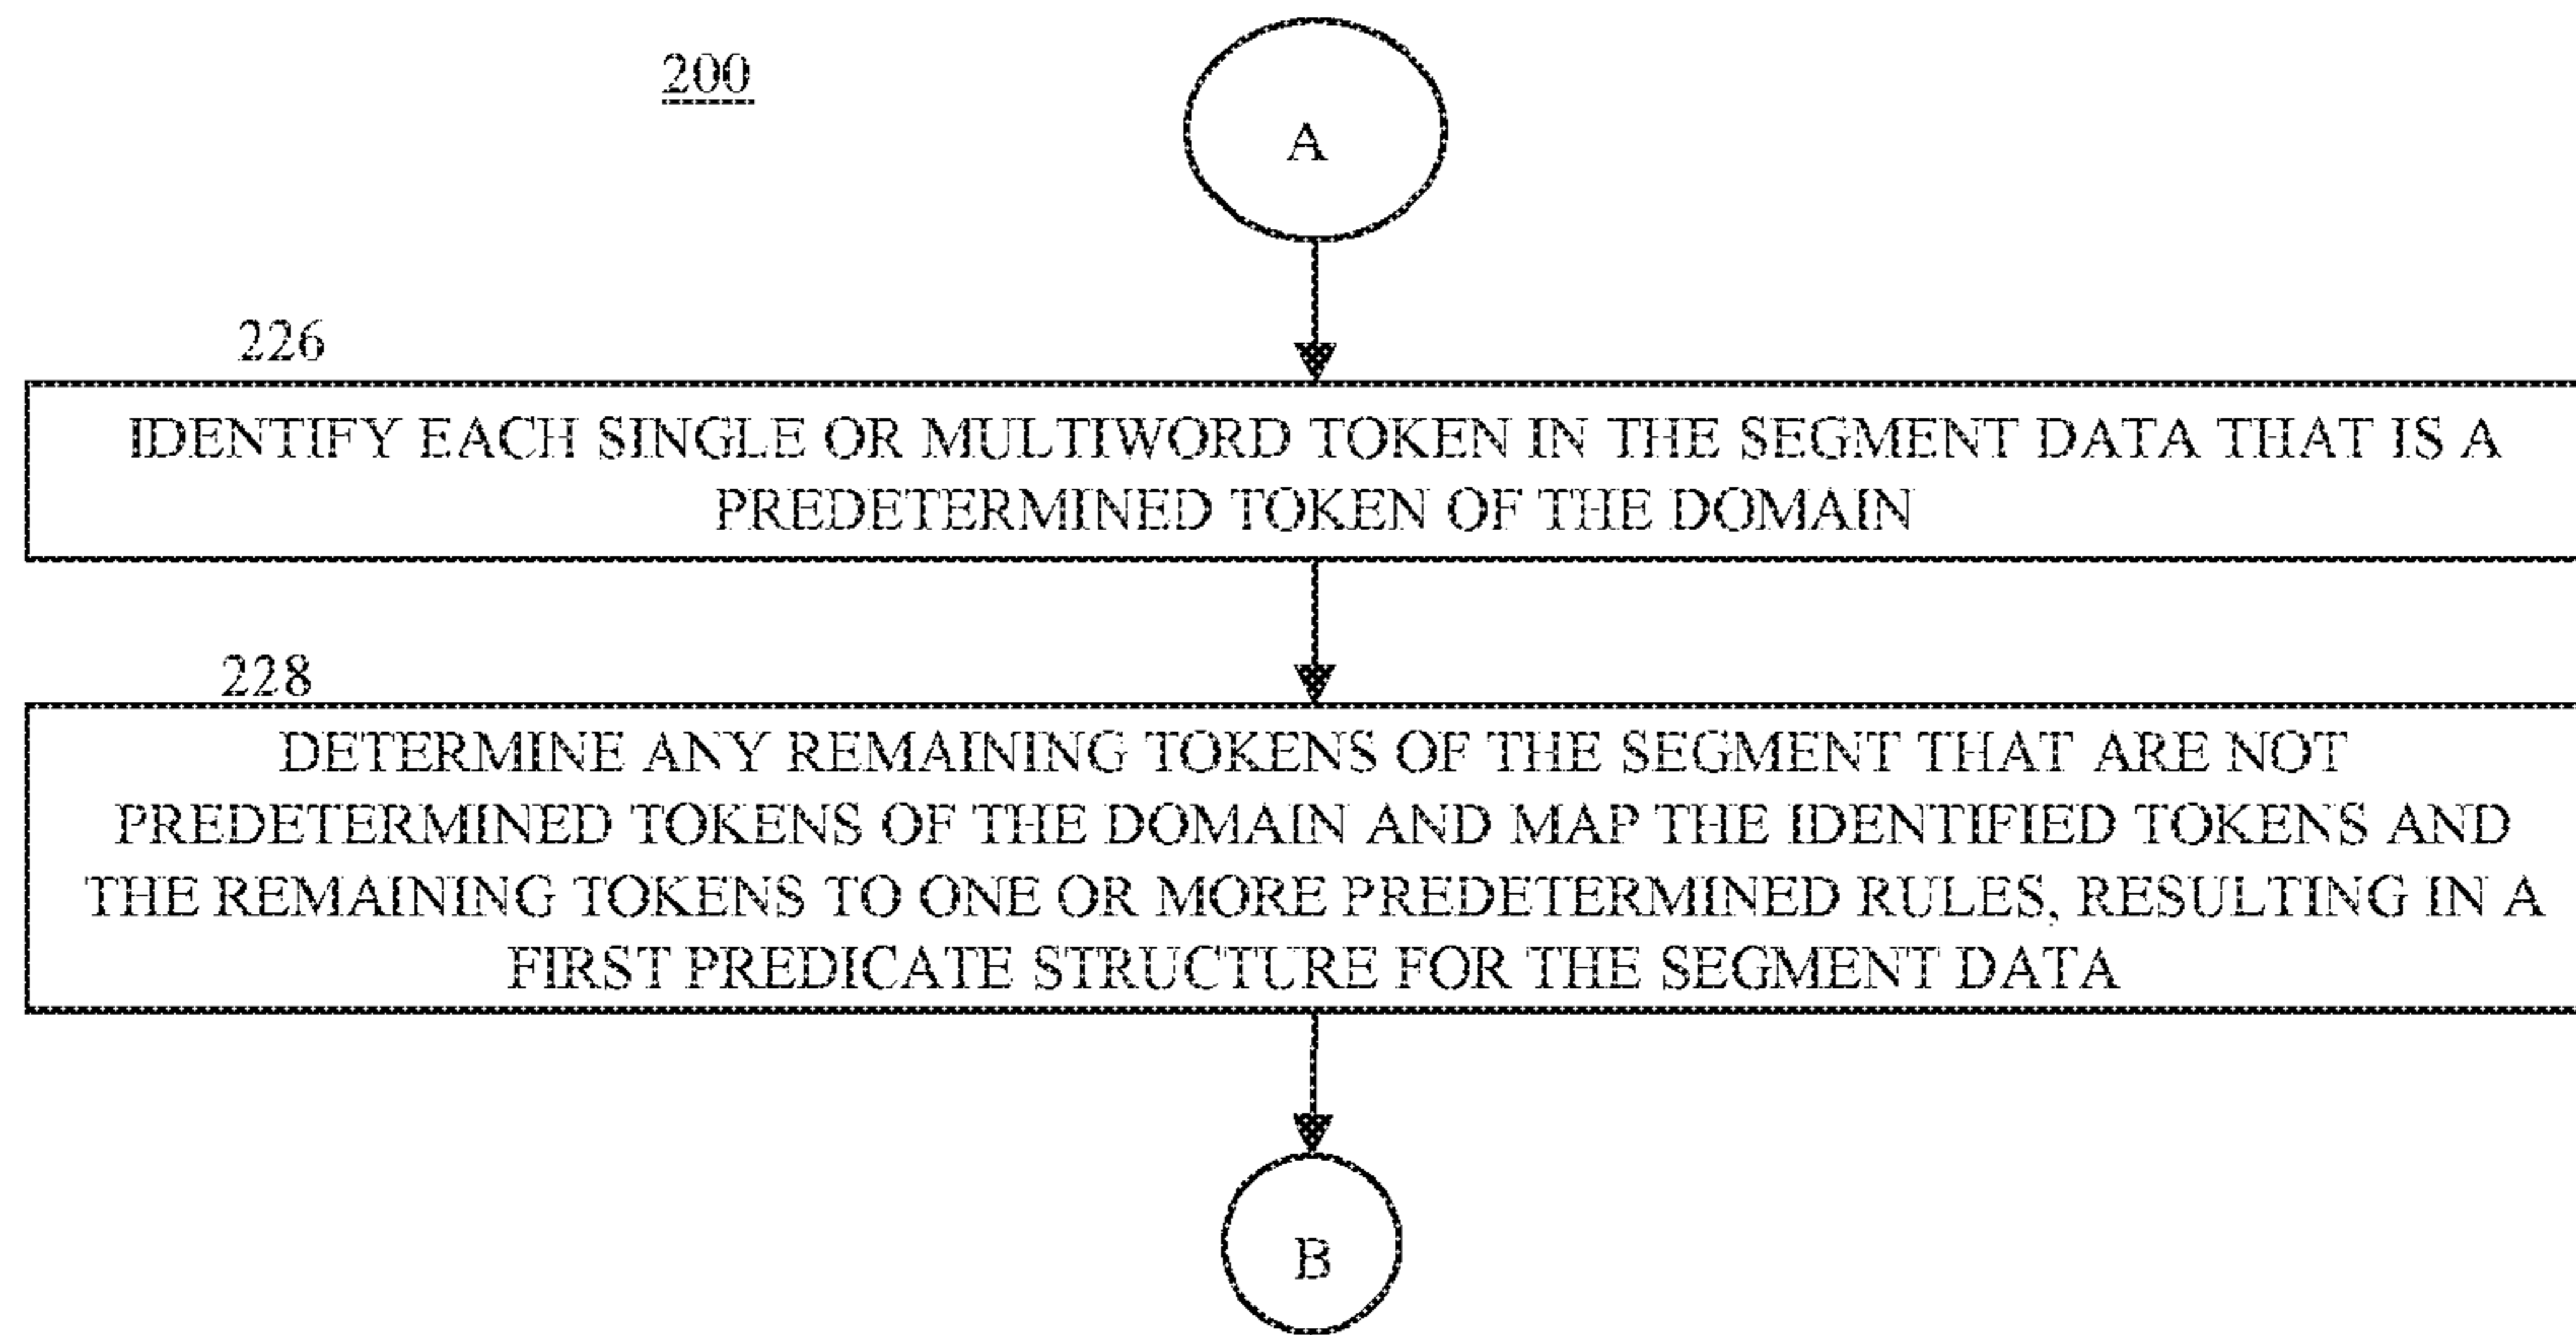 200
A
226
IDENTIFY EACH SINGLE OR MULTIWORD TOKEN IN THE SEGMENT DATA THAT IS A
PREDETERMINED TOKEN OF THE DOMAIN
228
DETERMINE ANY REMAINING TOKENS OF THE SEGMENT THAT ARE NOT
PREDETERMINED TOKENS OF THE DOMAIN AND MAP THE IDENTIFIED TOKENS AND
THE REMAINING TOKENS TO ONE OR MORE PREDETERMINED RULES, RESULTING IN A
FIRST PREDICATE STRUCTURE FOR THE SEGMENT DATA
B